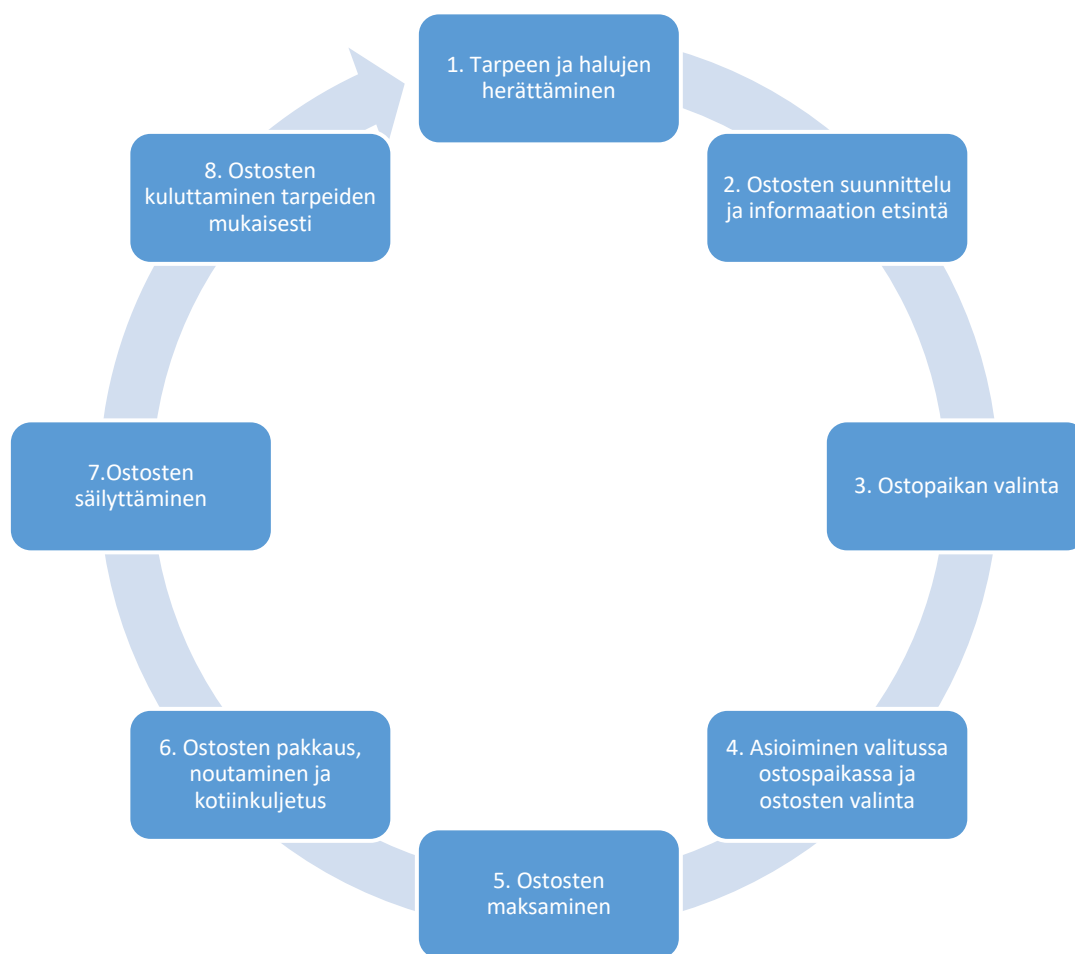 1. Tarpeen ja halujen
herättäminen
2. Ostosten suunnittelu
ja informaation etsintä
3. Ostopaikan valinta
4. Asioiminen valitussa
ostospaikassa ja
ostosten valinta
5. Ostosten
maksaminen
6. Ostosten pakkaus,
noutaminen ja
kotiinkuljetus
7.Ostosten
säilyttäminen
8. Ostosten
kuluttaminen tarpeiden
mukaisesti